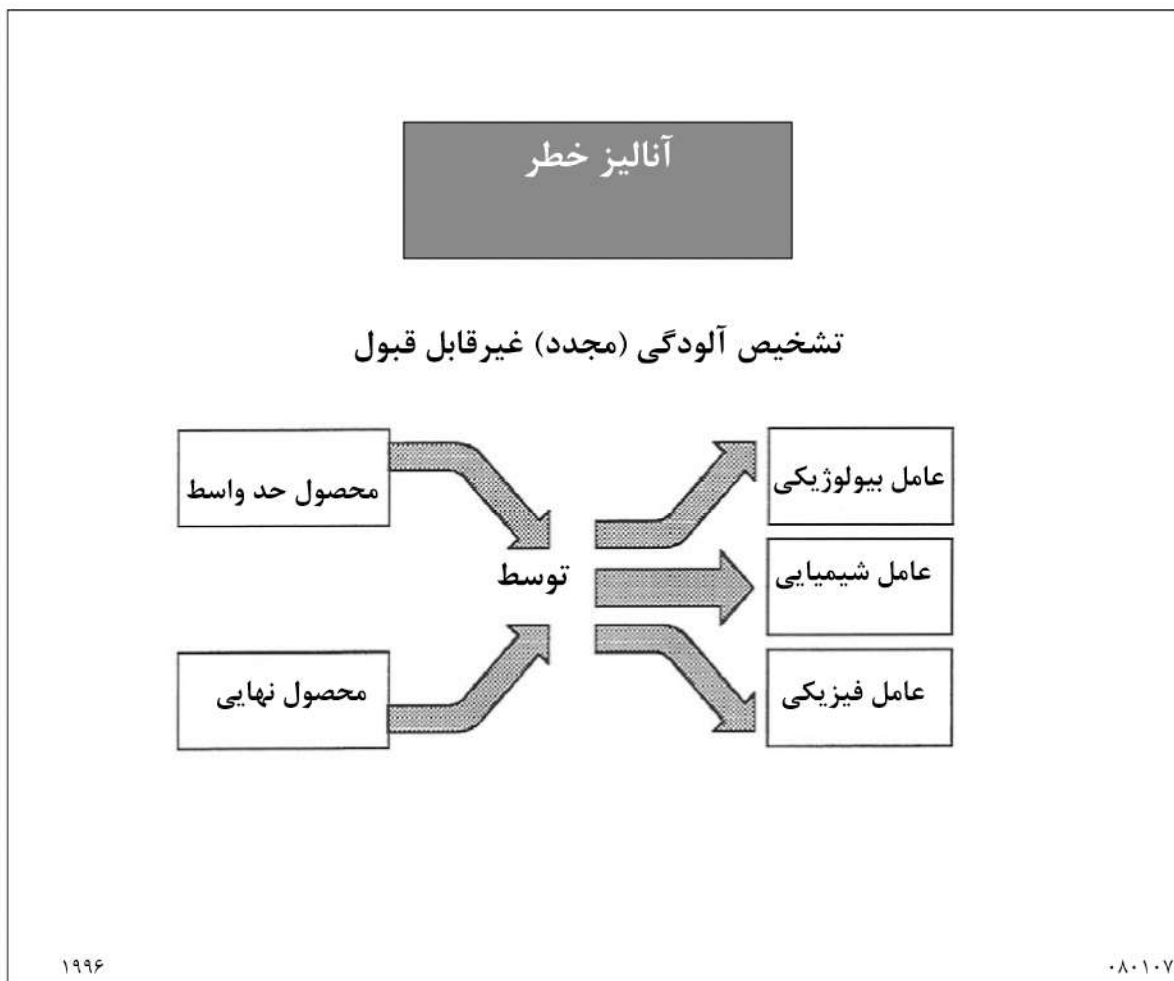 آنالیز خطر
تشخیص آلودگی (مجدد) غیرقابل قبول
محصول حد واسط
عامل بیولوژیکی
توسط
عامل شیمیایی
محصول نهایی
عامل فیزیکی
۱۹۹۶
۰۸۰۱۰۷